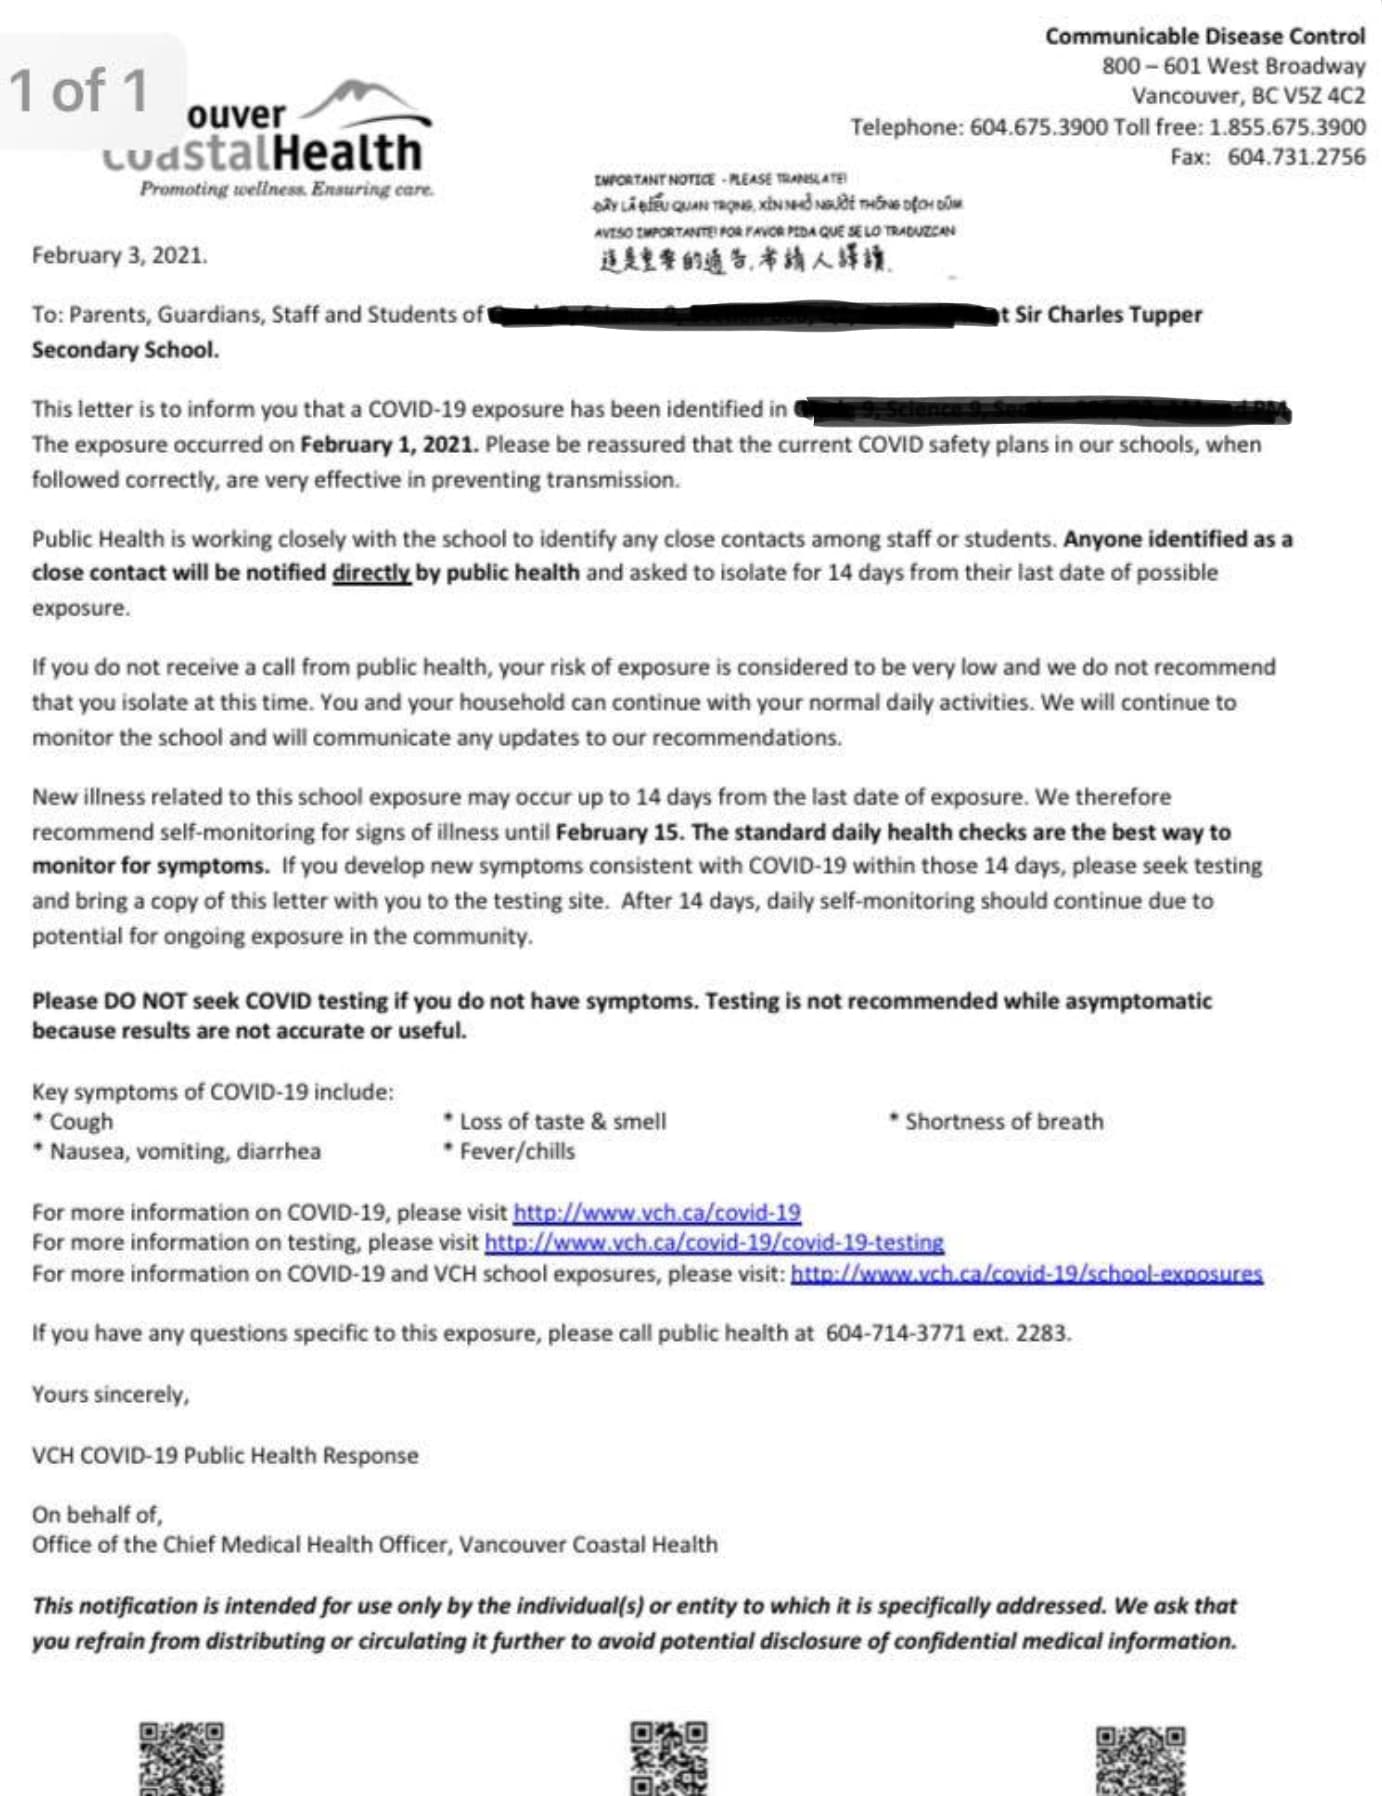 1 of 1
ouver
CoastalHealth
Promoting wellness. Ensuring care.
Communicable Disease Control
800 – 601 West Broadway
Vancouver, BC V5Z 4C2
Telephone: 604.675.3900 Toll free: 1.855.675.3900
Fax: 604.731.2756
IMPORTANT NOTICE - PLEASE TRANSLATE!
ĐÂY LÀ ĐIỀU QUAN TRỌNG, XIN NHỜ NGƯỜI THÔNG DỊCH DÙM
AVISO IMPORTANTE! POR FAVOR PIDA QUE SE LO TRADUZCAN
這是重要的通告,希請人譯讀.
February 3, 2021.
To: Parents, Guardians, Staff and Students of t Sir Charles Tupper
Secondary School.
This letter is to inform you that a COVID-19 exposure has been identified in
The exposure occurred on February 1, 2021. Please be reassured that the current COVID safety plans in our schools, when
followed correctly, are very effective in preventing transmission.
Public Health is working closely with the school to identify any close contacts among staff or students. Anyone identified as a
close contact will be notified directly by public health and asked to isolate for 14 days from their last date of possible
exposure.
If you do not receive a call from public health, your risk of exposure is considered to be very low and we do not recommend
that you isolate at this time. You and your household can continue with your normal daily activities. We will continue to
monitor the school and will communicate any updates to our recommendations.
New illness related to this school exposure may occur up to 14 days from the last date of exposure. We therefore
recommend self-monitoring for signs of illness until February 15. The standard daily health checks are the best way to
monitor for symptoms. If you develop new symptoms consistent with COVID-19 within those 14 days, please seek testing
and bring a copy of this letter with you to the testing site. After 14 days, daily self-monitoring should continue due to
potential for ongoing exposure in the community.
Please DO NOT seek COVID testing if you do not have symptoms. Testing is not recommended while asymptomatic
because results are not accurate or useful.
Key symptoms of COVID-19 include:
* Cough * Loss of taste & smell * Shortness of breath
* Nausea, vomiting, diarrhea * Fever/chills
For more information on COVID-19, please visit http://www.vch.ca/covid-19
For more information on testing, please visit http://www.vch.ca/covid-19/covid-19-testing
For more information on COVID-19 and VCH school exposures, please visit: http://www.vch.ca/covid-19/school-exposures
If you have any questions specific to this exposure, please call public health at 604-714-3771 ext. 2283.
Yours sincerely,
VCH COVID-19 Public Health Response
On behalf of,
Office of the Chief Medical Health Officer, Vancouver Coastal Health
This notification is intended for use only by the individual(s) or entity to which it is specifically addressed. We ask that
you refrain from distributing or circulating it further to avoid potential disclosure of confidential medical information.